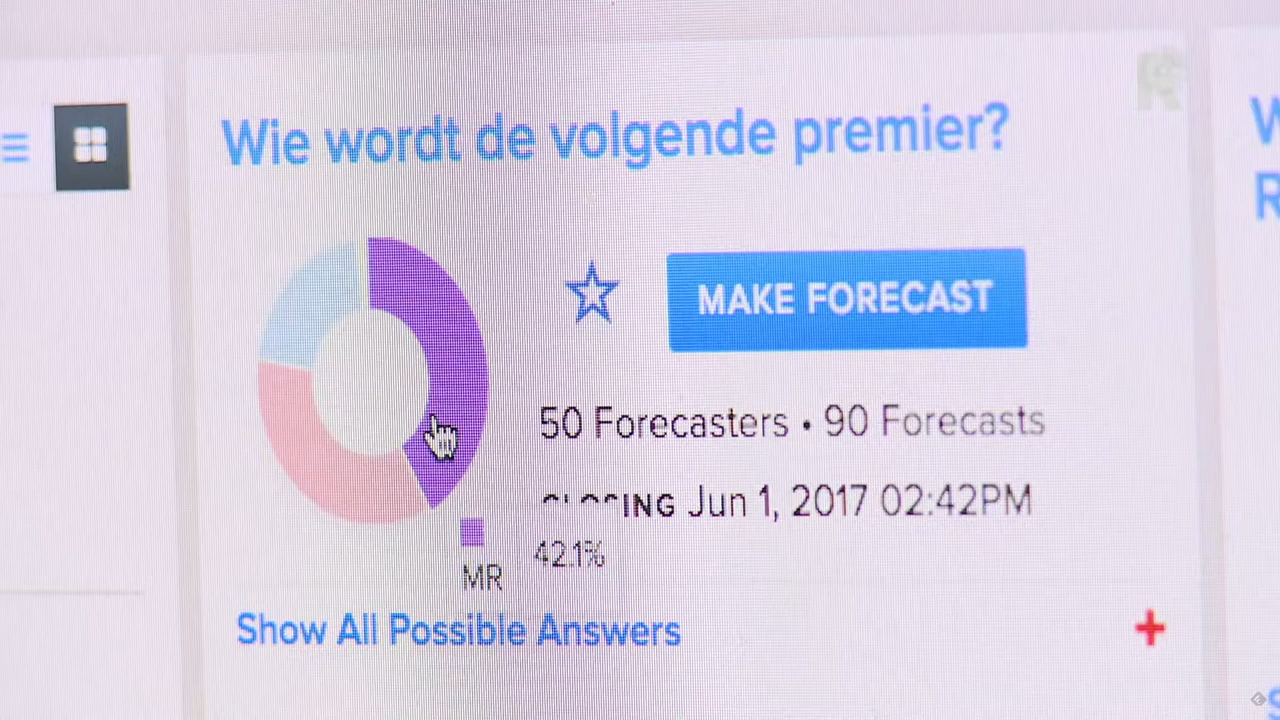 Wie wordt de volgende premier?
MAKE FORECAST
50 Forecasters • 90 Forecasts
Jun 1, 2017 02:42PM
42.1%
MR
Show All Possible Answers